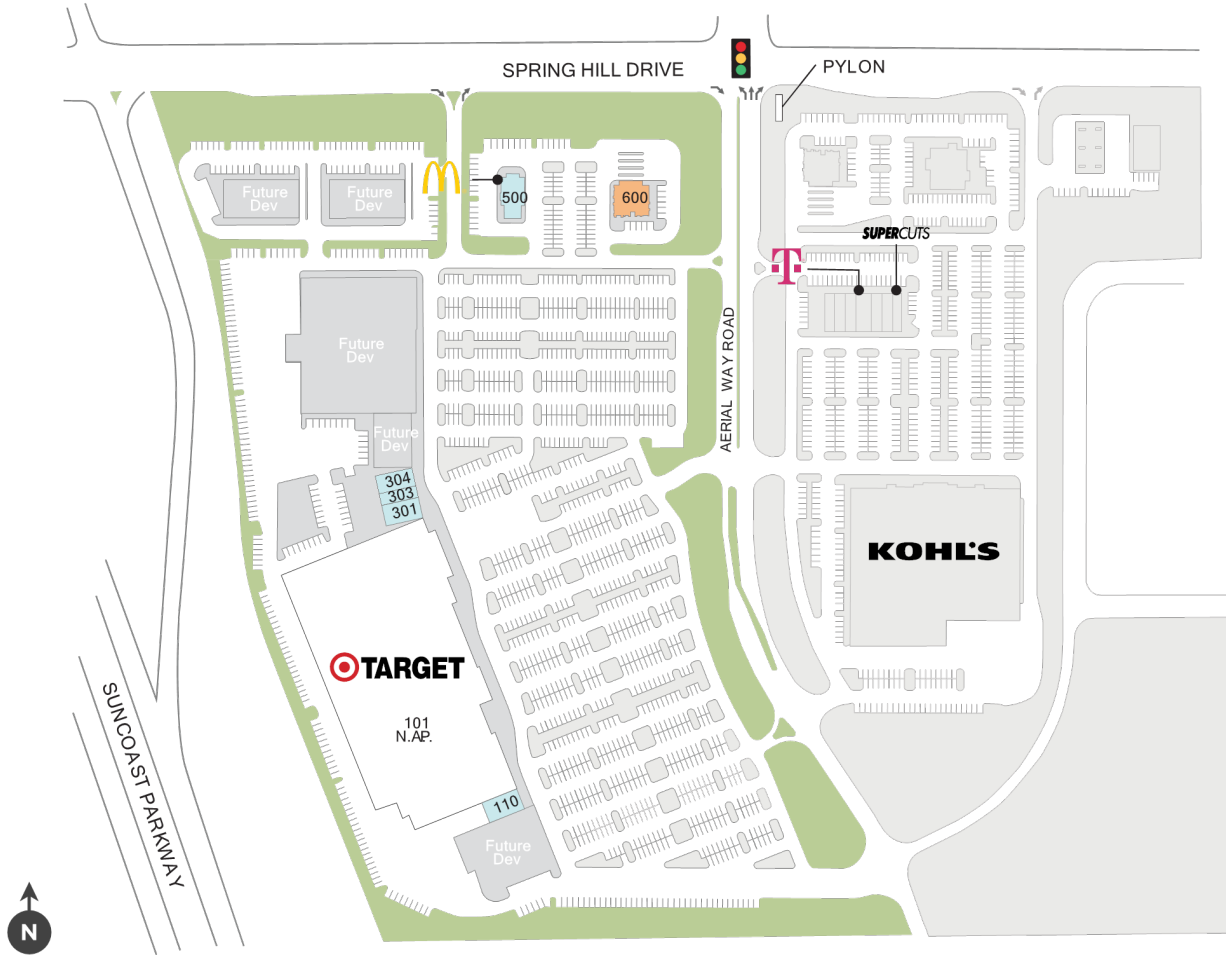 SPRING HILL DRIVE
PYLON
Future
Dev
Future
Dev
500
600
SUPERCUTS
T
Future
Dev
AERIAL WAY ROAD
Future
Dev
304
303
301
KOHL'S
TARGET
101
N.AP.
SUNCOAST PARKWAY
110
Future
Dev
N